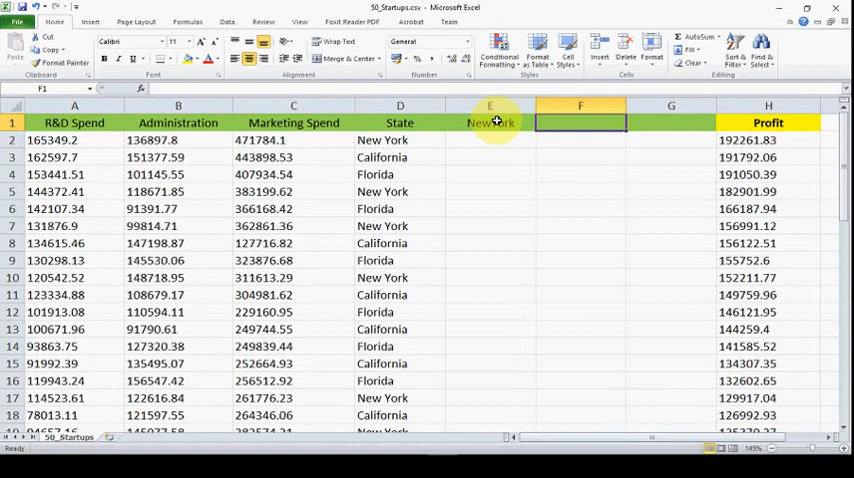 50_Startups.csv - Microsoft Excel
File Home Insert Page Layout Formulas Data Review View Foxit Reader PDF Acrobat Team
Cut Calibri 11 Wrap Text General AutoSum
Paste Copy Conditional Format Cell Insert Delete Format Fill Sort & Find &
Format Painter Merge & Center Formatting as Table Styles Clear Filter Select
Clipboard Font Alignment Number Styles Cells Editing
F1 fx
A B C D E F G H
1 R&D Spend Administration Marketing Spend State NewYork Profit
2 165349.2 136897.8 471784.1 New York 192261.83
3 162597.7 151377.59 443898.53 California 191792.06
4 153441.51 101145.55 407934.54 Florida 191050.39
5 144372.41 118671.85 383199.62 New York 182901.99
6 142107.34 91391.77 366168.42 Florida 166187.94
7 131876.9 99814.71 362861.36 New York 156991.12
8 134615.46 147198.87 127716.82 California 156122.51
9 130298.13 145530.06 323876.68 Florida 155752.6
10 120542.52 148718.95 311613.29 New York 152211.77
11 123334.88 108679.17 304981.62 California 149759.96
12 101913.08 110594.11 229160.95 Florida 146121.95
13 100671.96 91790.61 249744.55 California 144259.4
14 93863.75 127320.38 249839.44 Florida 141585.52
15 91992.39 135495.07 252664.93 California 134307.35
16 119943.24 156547.42 256512.92 Florida 132602.65
17 114523.61 122616.84 261776.23 New York 129917.04
18 78013.11 121597.55 264346.06 California 126992.93
50_Startups
Ready 145%